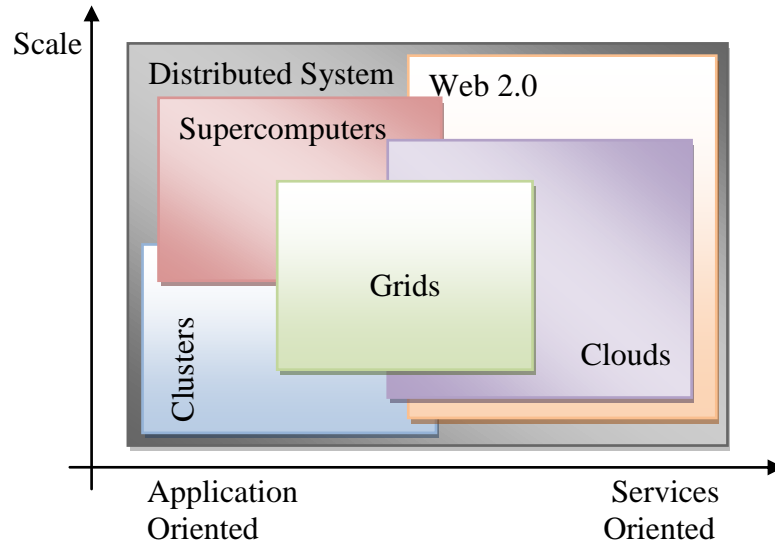 Scale
Distributed System
Web 2.0
Supercomputers
Grids
Clusters
Clouds
Application
Oriented
Services
Oriented